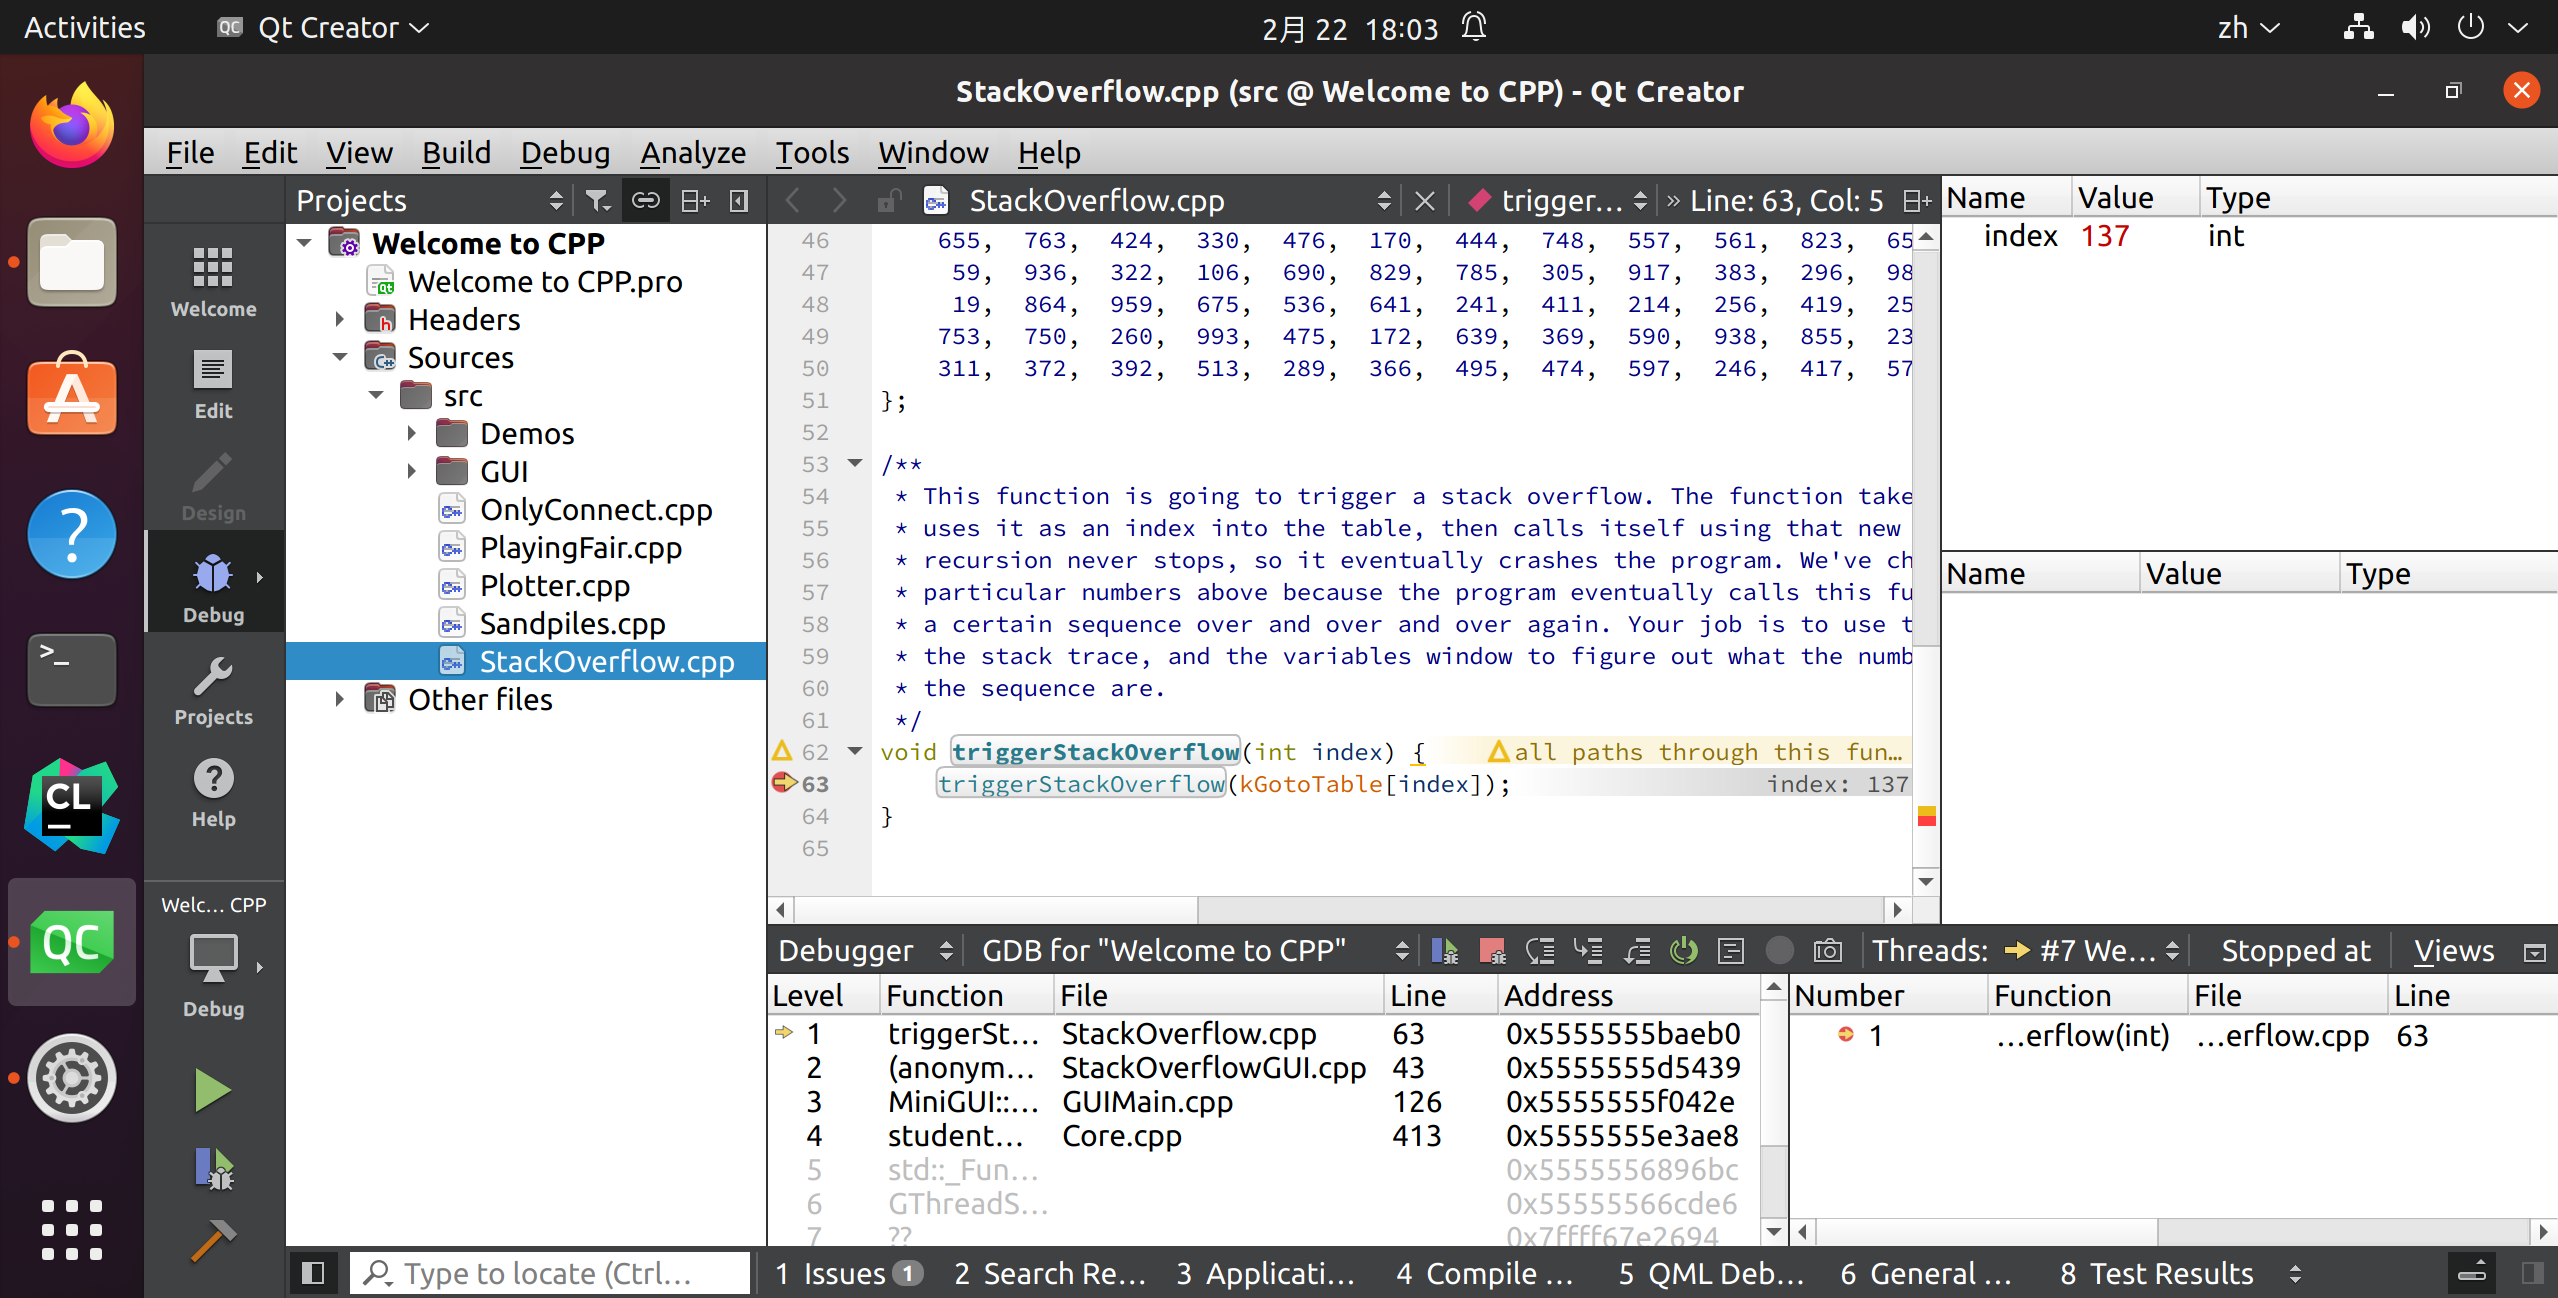 Activities
Qt Creator
2月 22 18:03
zh
StackOverflow.cpp (src @ Welcome to CPP) - Qt Creator
File Edit View Build Debug Analyze Tools Window Help
Projects
StackOverflow.cpp
trigger...
» Line: 63, Col: 5
Name Value Type
index 137 int
Welcome
Edit
Design
Debug
Projects
Help
Welc... CPP
Debug
Welcome to CPP
Welcome to CPP.pro
Headers
Sources
src
Demos
GUI
OnlyConnect.cpp
PlayingFair.cpp
Plotter.cpp
Sandpiles.cpp
StackOverflow.cpp
Other files
46 655, 763, 424, 330, 476, 170, 444, 748, 557, 561, 823, 65
47 59, 936, 322, 106, 690, 829, 785, 305, 917, 383, 296, 98
48 19, 864, 959, 675, 536, 641, 241, 411, 214, 256, 419, 25
49 753, 750, 260, 993, 475, 172, 639, 369, 590, 938, 855, 23
50 311, 372, 392, 513, 289, 366, 495, 474, 597, 246, 417, 57
51 };
52
53 /**
54 * This function is going to trigger a stack overflow. The function take
55 * uses it as an index into the table, then calls itself using that new
56 * recursion never stops, so it eventually crashes the program. We've ch
57 * particular numbers above because the program eventually calls this fu
58 * a certain sequence over and over and over again. Your job is to use t
59 * the stack trace, and the variables window to figure out what the numb
60 * the sequence are.
61 */
62 void triggerStackOverflow(int index) { all paths through this fun...
63 triggerStackOverflow(kGotoTable[index]); index: 137
64 }
65
Name Value Type
Debugger
GDB for "Welcome to CPP"
Threads: #7 We...
Stopped at
Views
Level Function File Line Address
1 triggerSt... StackOverflow.cpp 63 0x5555555baeb0
2 (anonym... StackOverflowGUI.cpp 43 0x5555555d5439
3 MiniGUI::... GUIMain.cpp 126 0x5555555f042e
4 student... Core.cpp 413 0x5555555e3ae8
5 std::_Fun... 0x5555556896bc
6 GThreadS... 0x55555566cde6
7 ?? 0x7ffff67e2694
Number Function File Line
1 ...erflow(int) ...erflow.cpp 63
Type to locate (Ctrl...
1 Issues 1
2 Search Re...
3 Applicati...
4 Compile ...
5 QML Deb...
6 General ...
8 Test Results
>_
CL
QC